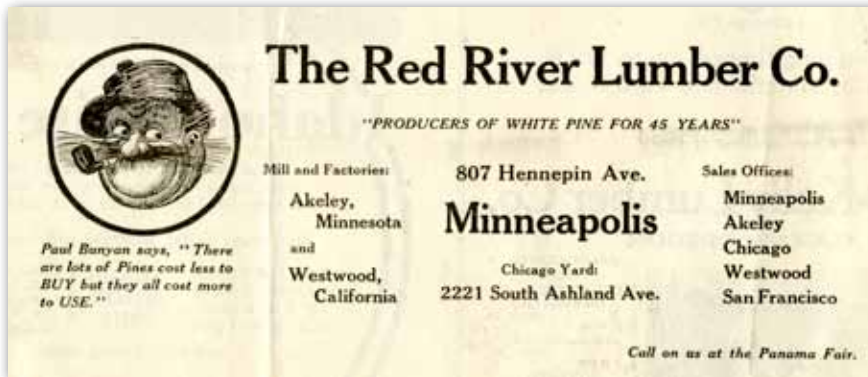 The Red River Lumber Co.
"PRODUCERS OF WHITE PINE FOR 45 YEARS"
Paul Bunyan says, "There
are lots of Pines cost less to
BUY but they all cost more
to USE."
Mill and Factories:
Akeley,
Minnesota
and
Westwood,
California
807 Hennepin Ave.
Minneapolis
Chicago Yard:
2221 South Ashland Ave.
Sales Offices:
Minneapolis
Akeley
Chicago
Westwood
San Francisco
Call on us at the Panama Fair.